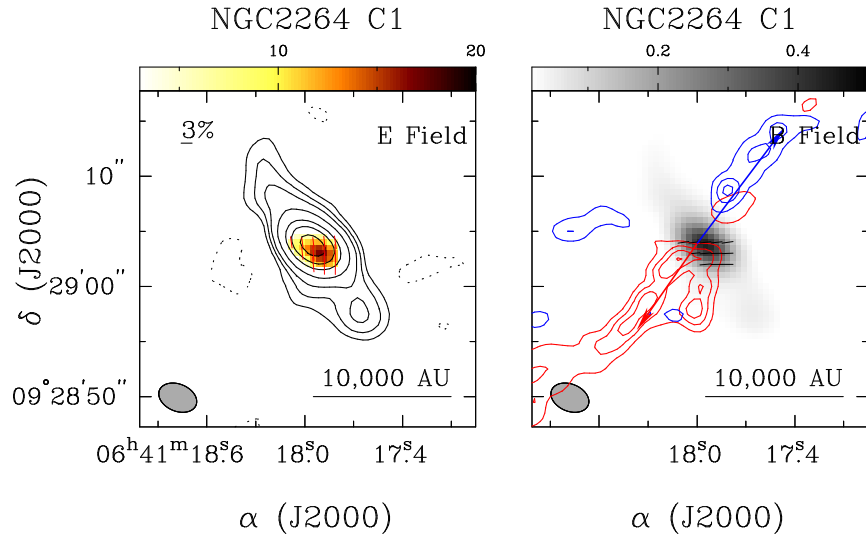 NGC2264 C1
10 20
3%
E Field
δ (J2000)
10"
29'00"
09°28'50"
10,000 AU
06h41m18s.6 18s.0 17s.4
α (J2000)
NGC2264 C1
0.2 0.4
B Field
10,000 AU
18s.0 17s.4
α (J2000)